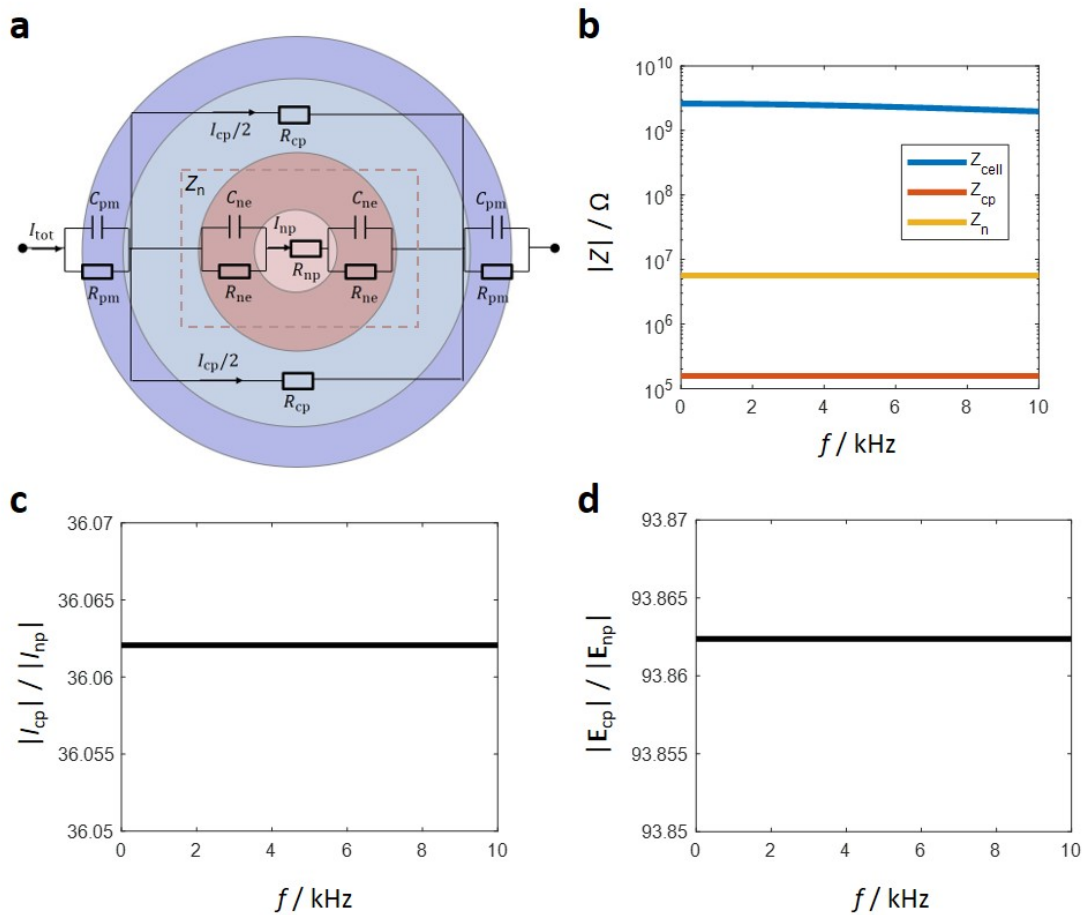 a
I_cp/2
R_cp
Z_n
C_pm
C_ne
I_np
C_ne
C_pm
I_tot
R_np
R_pm
R_ne
R_ne
R_pm
I_cp/2
R_cp
b
10^10
10^9
10^8
10^7
10^6
10^5
|Z| / Ω
Z_cell
Z_cp
Z_n
0 2 4 6 8 10
f / kHz
c
36.07
36.065
36.06
36.055
36.05
|I_cp| / |I_np|
0 2 4 6 8 10
f / kHz
d
93.87
93.865
93.86
93.855
93.85
|E_cp| / |E_np|
0 2 4 6 8 10
f / kHz